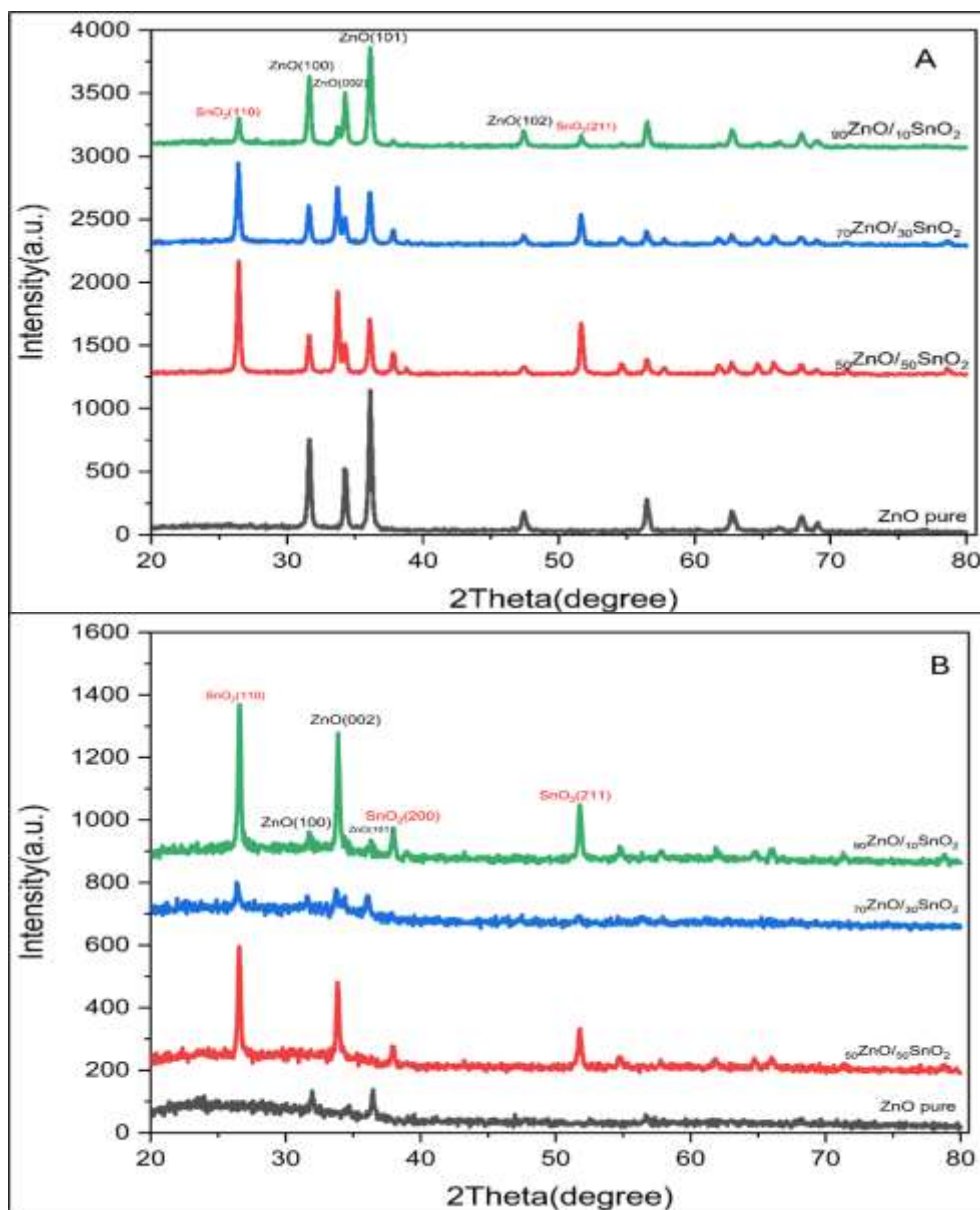 4000
3500
3000
2500
2000
1500
1000
500
0
Intensity(a.u.)
A
ZnO(101)
ZnO(100)
ZnO(002)
SnO₂(110)
ZnO(102)
SnO₂(211)
₉₀ZnO/₁₀SnO₂
₇₀ZnO/₃₀SnO₂
₅₀ZnO/₅₀SnO₂
ZnO pure
20 30 40 50 60 70 80
2Theta(degree)
1600
1400
1200
1000
800
600
400
200
0
Intensity(a.u.)
B
SnO₂(110)
ZnO(002)
SnO₂(211)
ZnO(100)
ZnO(101)
SnO₂(200)
₉₀ZnO/₁₀SnO₂
₇₀ZnO/₃₀SnO₂
₅₀ZnO/₅₀SnO₂
ZnO pure
20 30 40 50 60 70 80
2Theta(degree)